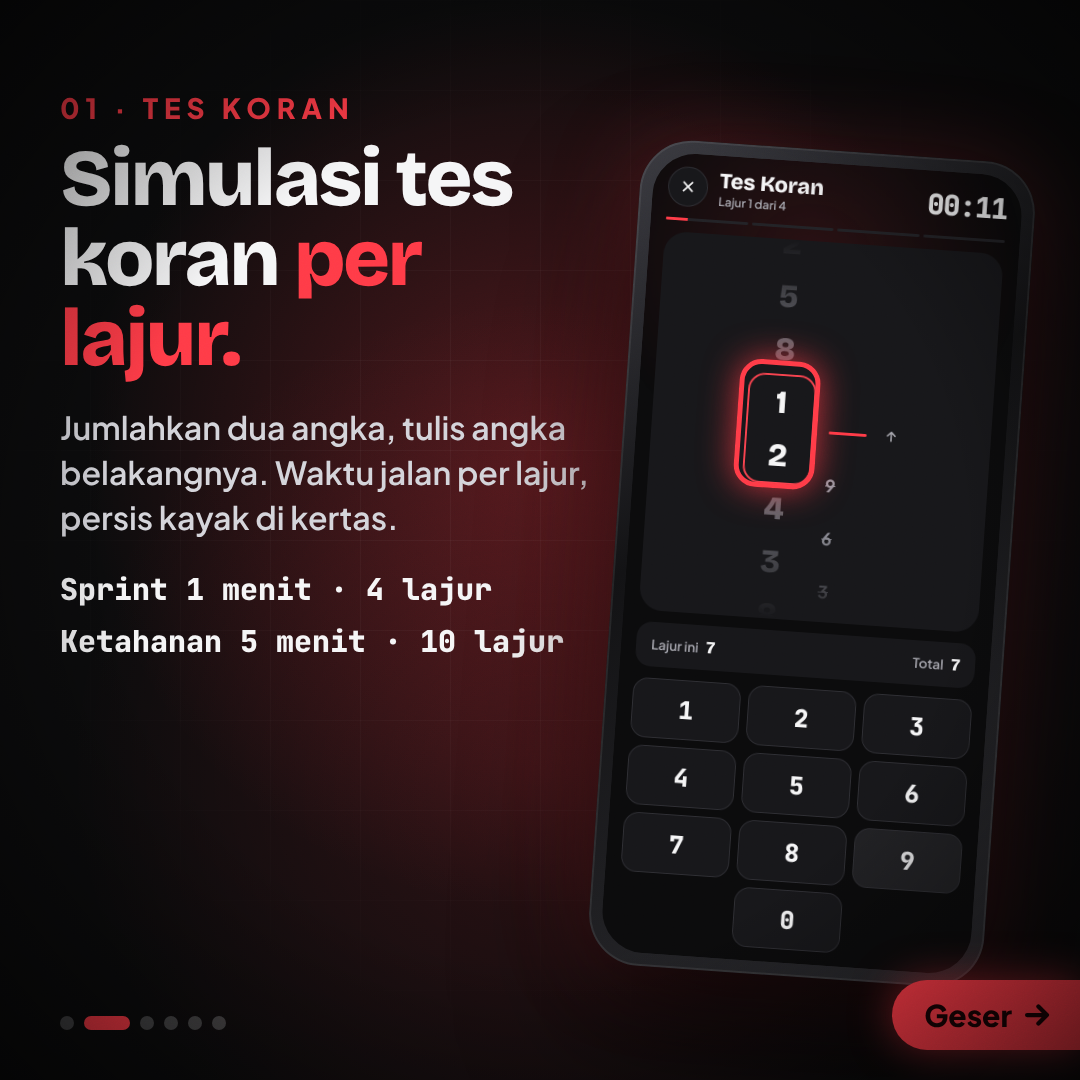 01 · TES KORAN
Simulasi tes
koran per
lajur.
Jumlahkan dua angka, tulis angka
belakangnya. Waktu jalan per lajur,
persis kayak di kertas.
Sprint 1 menit · 4 lajur
Ketahanan 5 menit · 10 lajur
× Tes Koran 00:11
Lajur 1 dari 4
2
5
8
1
↑
2
9
4
6
3
3
Lajur ini 7 Total 7
1 2 3
4 5 6
7 8 9
0
Geser →